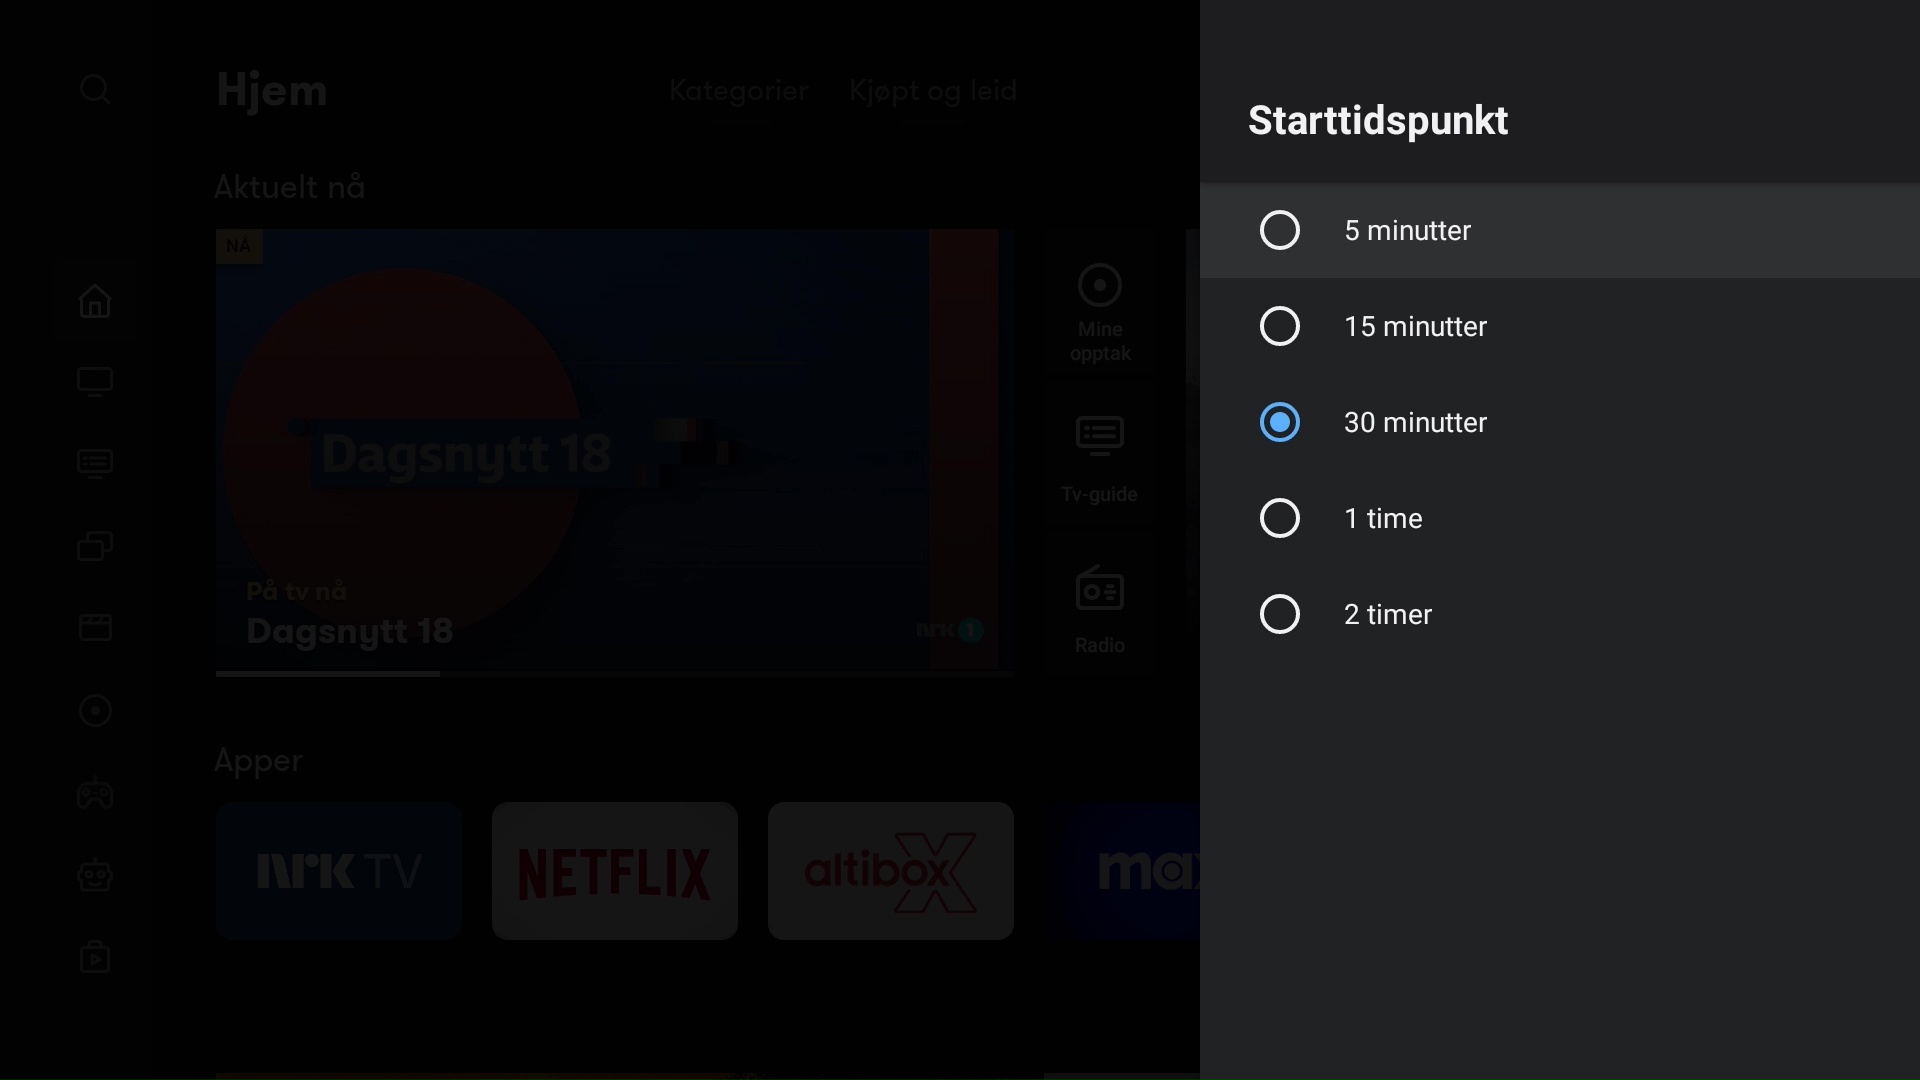 Hjem
Kategorier
Kjøpt og leid
Aktuelt nå
NÅ
Dagsnytt 18
På tv nå
Dagsnytt 18
nrk 1
Mine
opptak
Tv-guide
Radio
Apper
nrk TV
NETFLIX
altibox
max
Starttidspunkt
5 minutter
15 minutter
30 minutter
1 time
2 timer